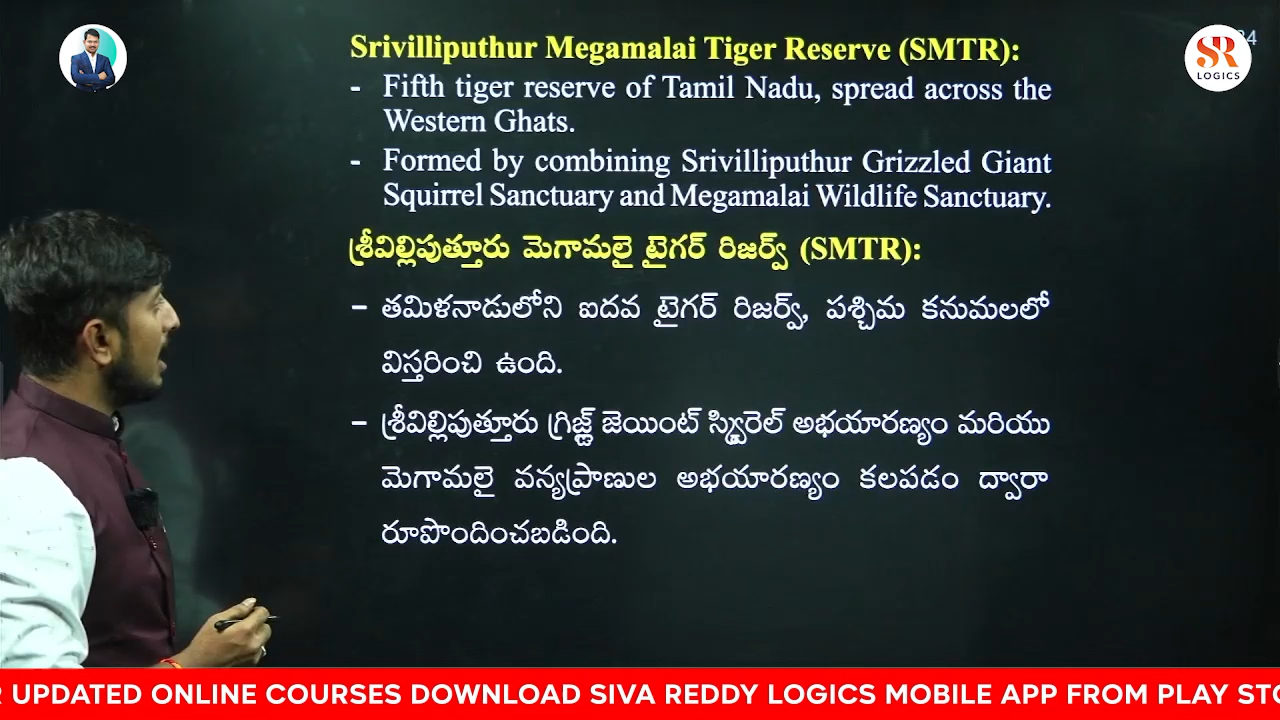 Srivilliputhur Megamalai Tiger Reserve (SMTR):
- Fifth tiger reserve of Tamil Nadu, spread across the
Western Ghats.
- Formed by combining Srivilliputhur Grizzled Giant
Squirrel Sanctuary and Megamalai Wildlife Sanctuary.
శ్రీవిల్లిపుత్తూరు మెగామలై టైగర్ రిజర్వ్ (SMTR):
– తమిళనాడులోని ఐదవ టైగర్ రిజర్వ్, పశ్చిమ కనుమలలో
విస్తరించి ఉంది.
– శ్రీవిల్లిపుత్తూరు గ్రిజ్ల్డ్ జెయింట్ స్క్విరెల్ అభయారణ్యం మరియు
మెగామలై వన్యప్రాణుల అభయారణ్యం కలపడం ద్వారా
రూపొందించబడింది.
SR
LOGICS
UPDATED ONLINE COURSES DOWNLOAD SIVA REDDY LOGICS MOBILE APP FROM PLAY